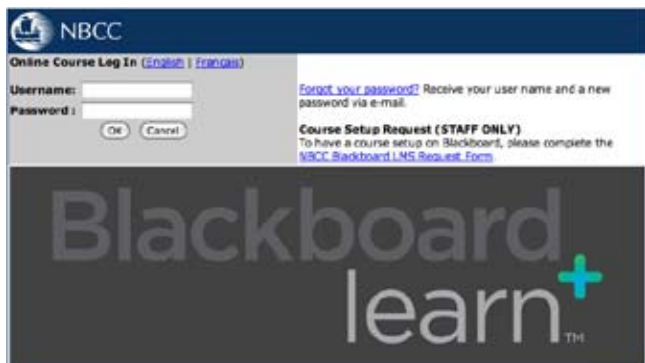 NBCC
Online Course Log In (English | Français)
Username:
Password :
OK
Cancel
Forgot your password? Receive your user name and a new
password via e-mail.
Course Setup Request (STAFF ONLY)
To have a course setup on Blackboard, please complete the
NBCC Blackboard LMS Request Form.
Blackboard
learn+™